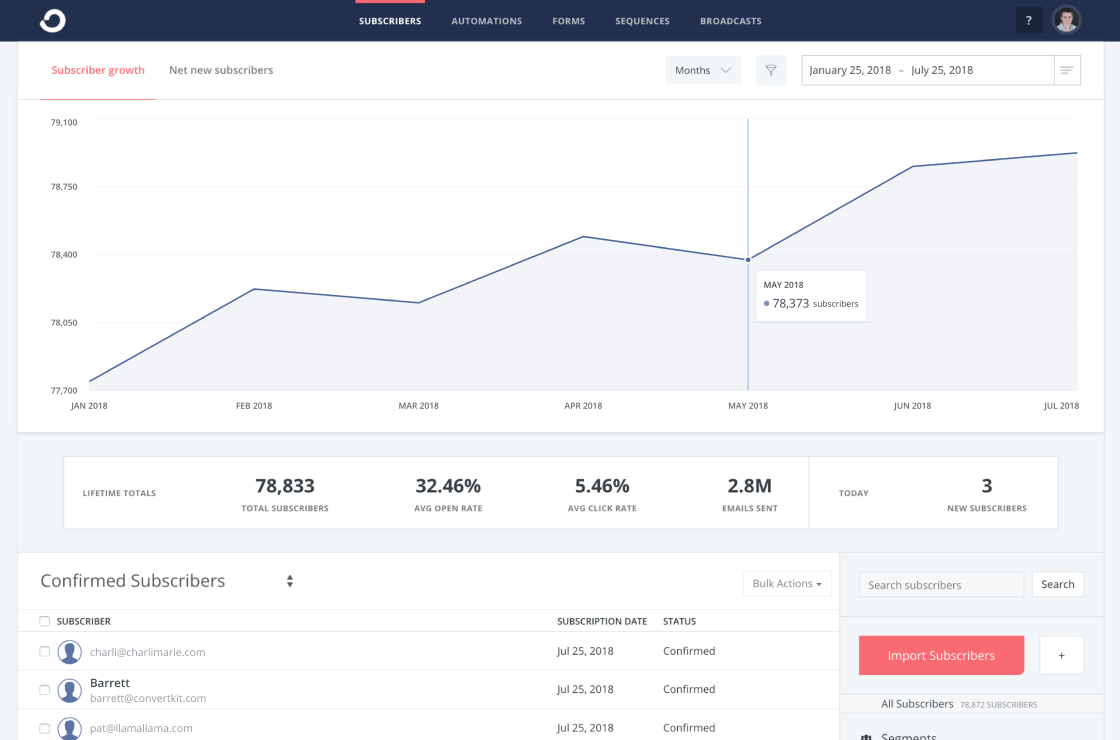 SUBSCRIBERS AUTOMATIONS FORMS SEQUENCES BROADCASTS ?
Subscriber growth Net new subscribers Months January 25, 2018 – July 25, 2018
79,100
78,750
78,400
78,050
77,700
MAY 2018
78,373 subscribers
JAN 2018 FEB 2018 MAR 2018 APR 2018 MAY 2018 JUN 2018 JUL 2018
LIFETIME TOTALS
78,833 32.46% 5.46% 2.8M
TOTAL SUBSCRIBERS AVG OPEN RATE AVG CLICK RATE EMAILS SENT
TODAY
3
NEW SUBSCRIBERS
Confirmed Subscribers Bulk Actions
SUBSCRIBER SUBSCRIPTION DATE STATUS
charli@charlimarie.com Jul 25, 2018 Confirmed
Barrett
barrett@convertkit.com Jul 25, 2018 Confirmed
pat@llamallama.com Jul 25, 2018 Confirmed
Search subscribers Search
Import Subscribers +
All Subscribers 78,872 SUBSCRIBERS
Segments